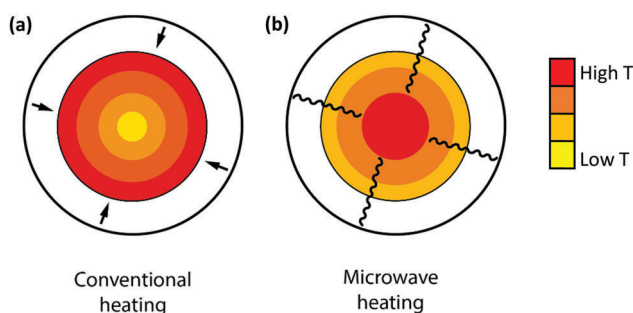 (a)
(b)
High T
Low T
Conventional
heating
Microwave
heating